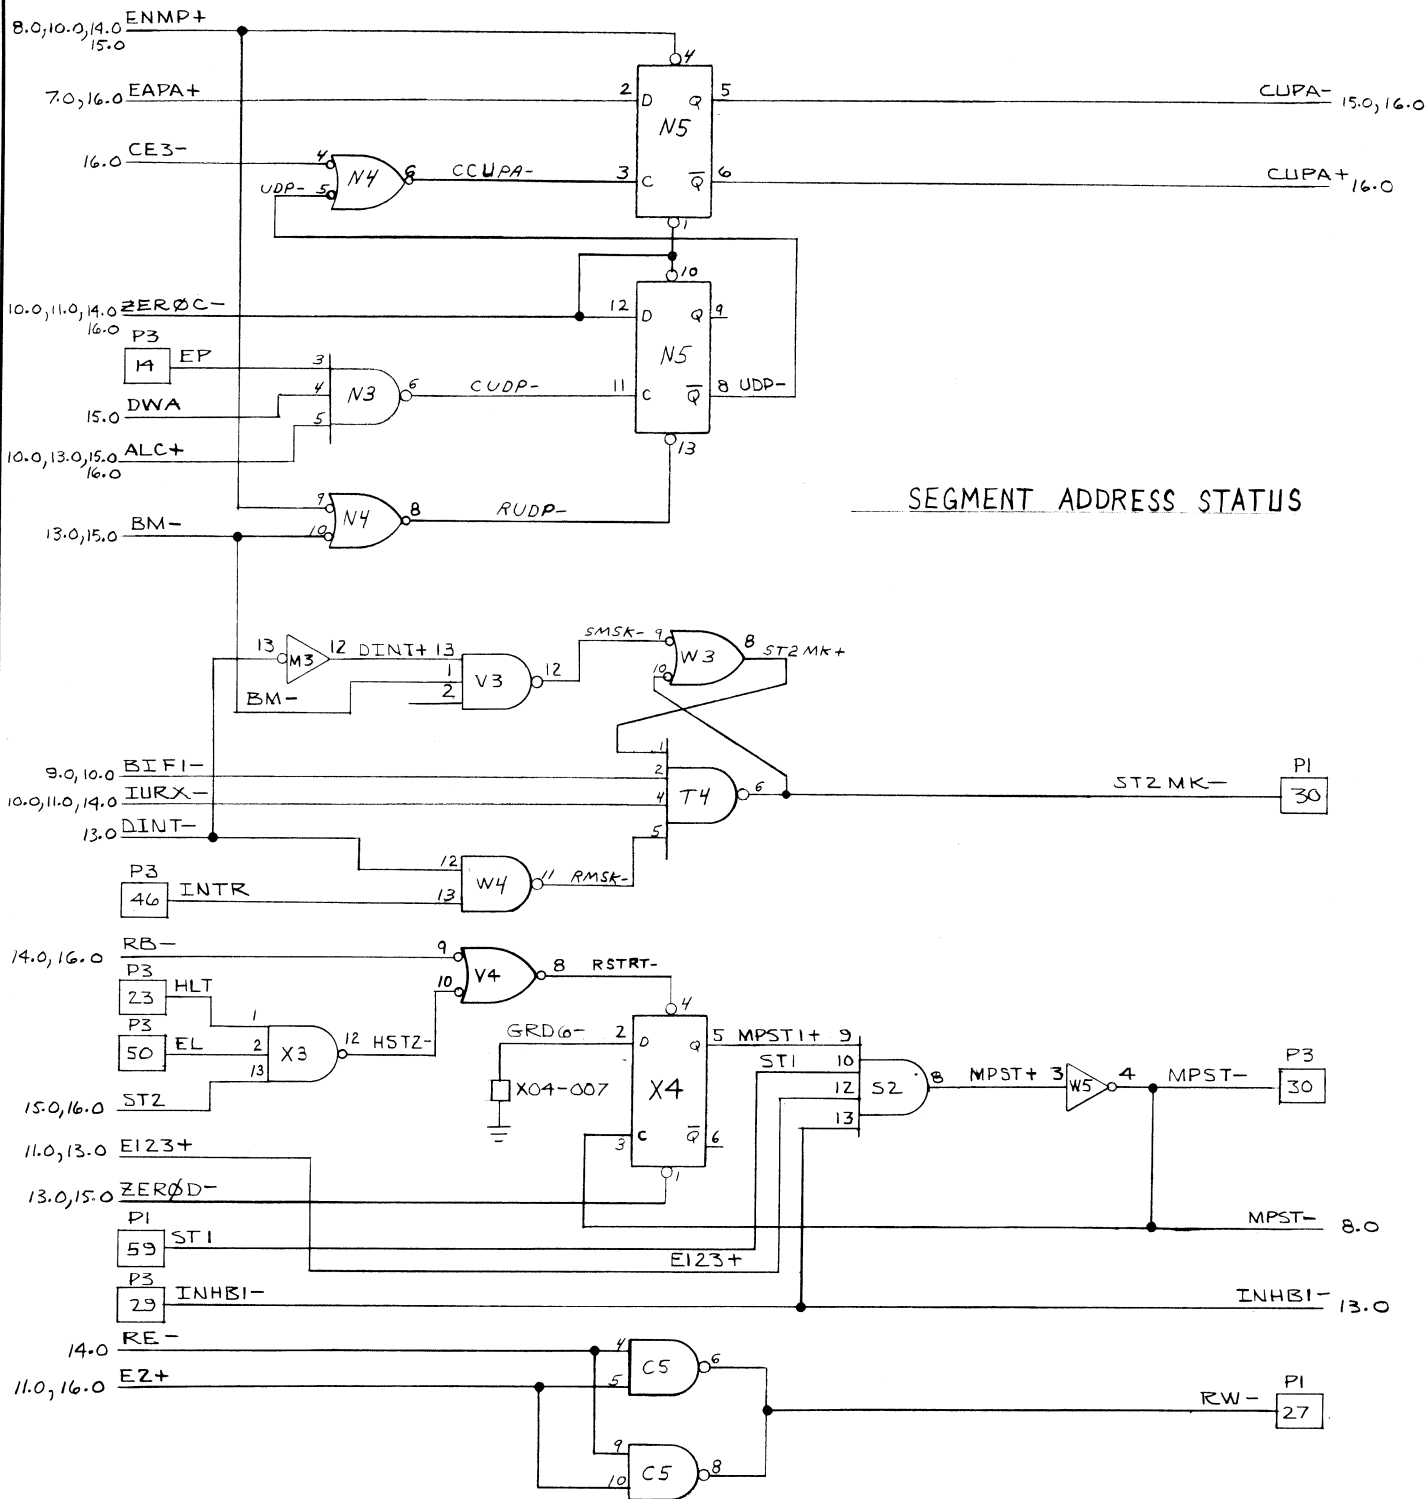 8.0,10.0,14.0 ENMP+
15.0
4
7.0,16.0 EAPA+ 2 D Q 5 CUPA- 15.0,16.0
N5
16.0 CE3- 4 N4 6 CCUPA- 3 C Q 6 CUPA+ 16.0
UDP- 5
1
10
10.0,11.0,14.0 ZERØC- 12 D Q 9
16.0
P3
14 EP 3 N5
N3 6 CUDP- 11 C Q 8 UDP-
15.0 DWA 4
5
10.0,13.0,15.0 ALC+ 13
16.0
9 N4 8 RUDP-
SEGMENT ADDRESS STATUS
13.0,15.0 BM- 10
13 M3 12 DINT+ 13 V3 12 SMSK- 9 W3 8 ST2MK+
1
BM- 2
10
1
9.0,10.0 BIF1- 2
10.0,11.0,14.0 IURX- 4 T4 6 ST2MK- P1
30
13.0 DINT- 5
12
P3
46 INTR 13 W4 11 RMSK-
14.0,16.0 RB- 9 V4 8 RSTRT-
P3
23 HLT 10
4
1
P3
50 EL 2 X3 12 HST2-
13
GRD6- 2 D Q 5 MPST1+ 9
ST1 10
X04-007 X4 12 S2 8 MPST+ 3 W5 4 MPST- P3
30
13
15.0,16.0 ST2
3 C Q 6
11.0,13.0 E123+
1
13.0,15.0 ZERØD-
P1
59 ST1
MPST- 8.0
E123+
P3
29 INHB1- INHB1- 13.0
14.0 RE- 4 C5 6
11.0,16.0 E2+ 5
RW- P1
27
9 C5 8
10